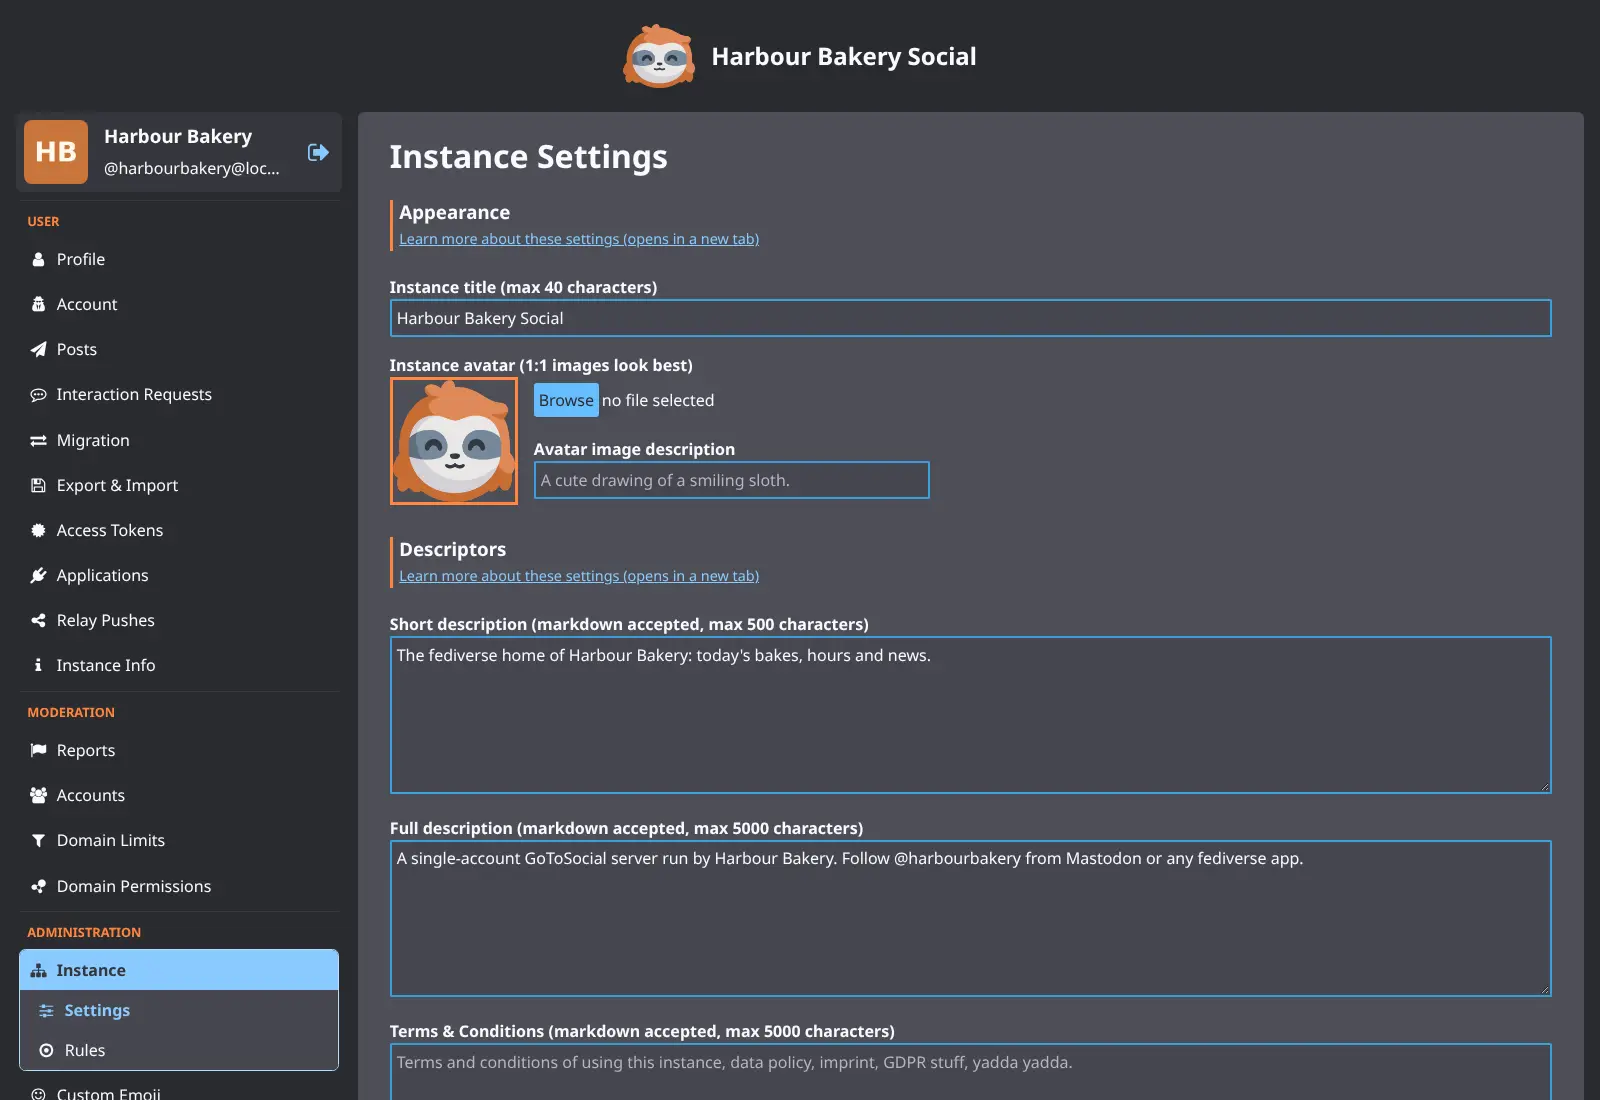 Harbour Bakery Social
HB
Harbour Bakery
@harbourbakery@loc...
USER
Profile
Account
Posts
Interaction Requests
Migration
Export & Import
Access Tokens
Applications
Relay Pushes
Instance Info
MODERATION
Reports
Accounts
Domain Limits
Domain Permissions
ADMINISTRATION
Instance
Settings
Rules
Custom Emoji
Instance Settings
Appearance
Learn more about these settings (opens in a new tab)
Instance title (max 40 characters)
Harbour Bakery Social
Instance avatar (1:1 images look best)
Browse no file selected
Avatar image description
A cute drawing of a smiling sloth.
Descriptors
Learn more about these settings (opens in a new tab)
Short description (markdown accepted, max 500 characters)
The fediverse home of Harbour Bakery: today's bakes, hours and news.
Full description (markdown accepted, max 5000 characters)
A single-account GoToSocial server run by Harbour Bakery. Follow @harbourbakery from Mastodon or any fediverse app.
Terms & Conditions (markdown accepted, max 5000 characters)
Terms and conditions of using this instance, data policy, imprint, GDPR stuff, yadda yadda.